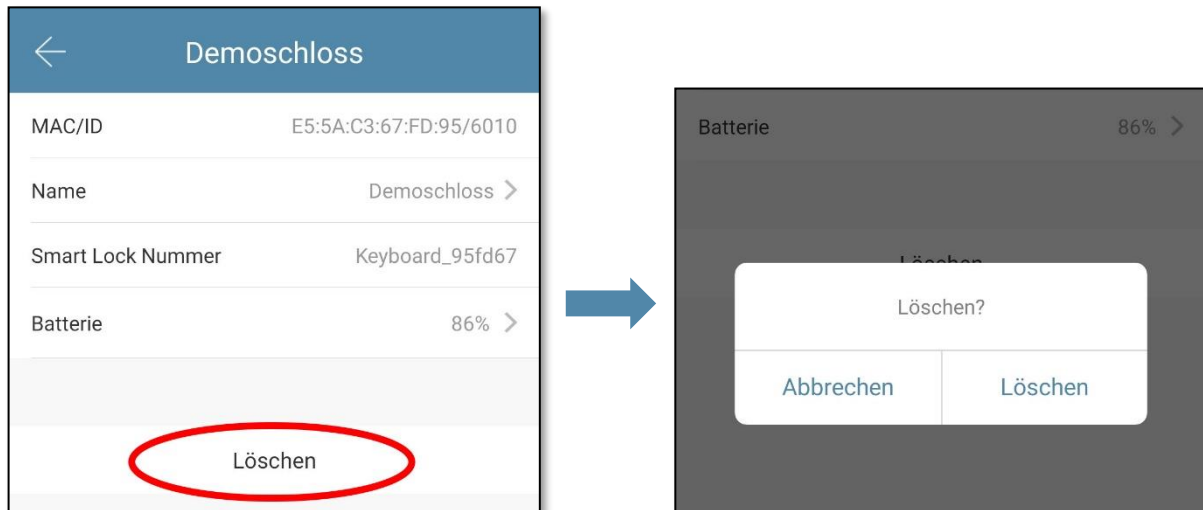 Demoschloss
MAC/ID E5:5A:C3:67:FD:95/6010
Name Demoschloss
Smart Lock Nummer Keyboard_95fd67
Batterie 86%
Löschen
Batterie 86%
Löschen
Löschen?
Abbrechen Löschen